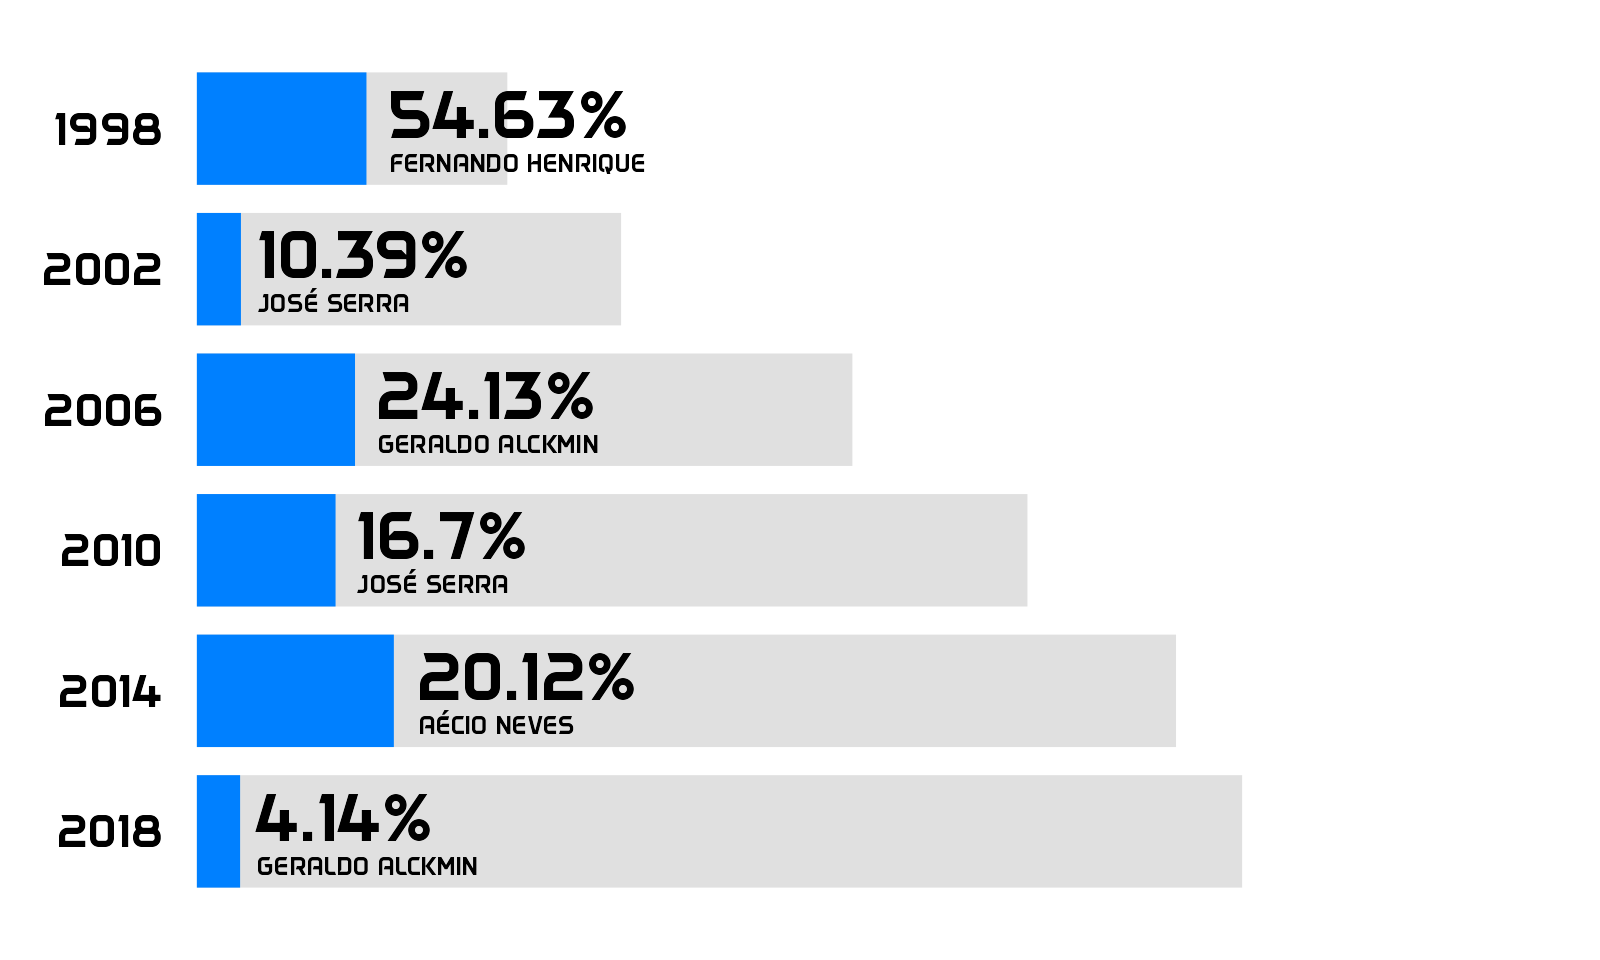 1998
54.63%
FERNANDO HENRIQUE
2002
10.39%
JOSÉ SERRA
2006
24.13%
GERALDO ALCKMIN
2010
16.7%
JOSÉ SERRA
2014
20.12%
AÉCIO NEVES
2018
4.14%
GERALDO ALCKMIN